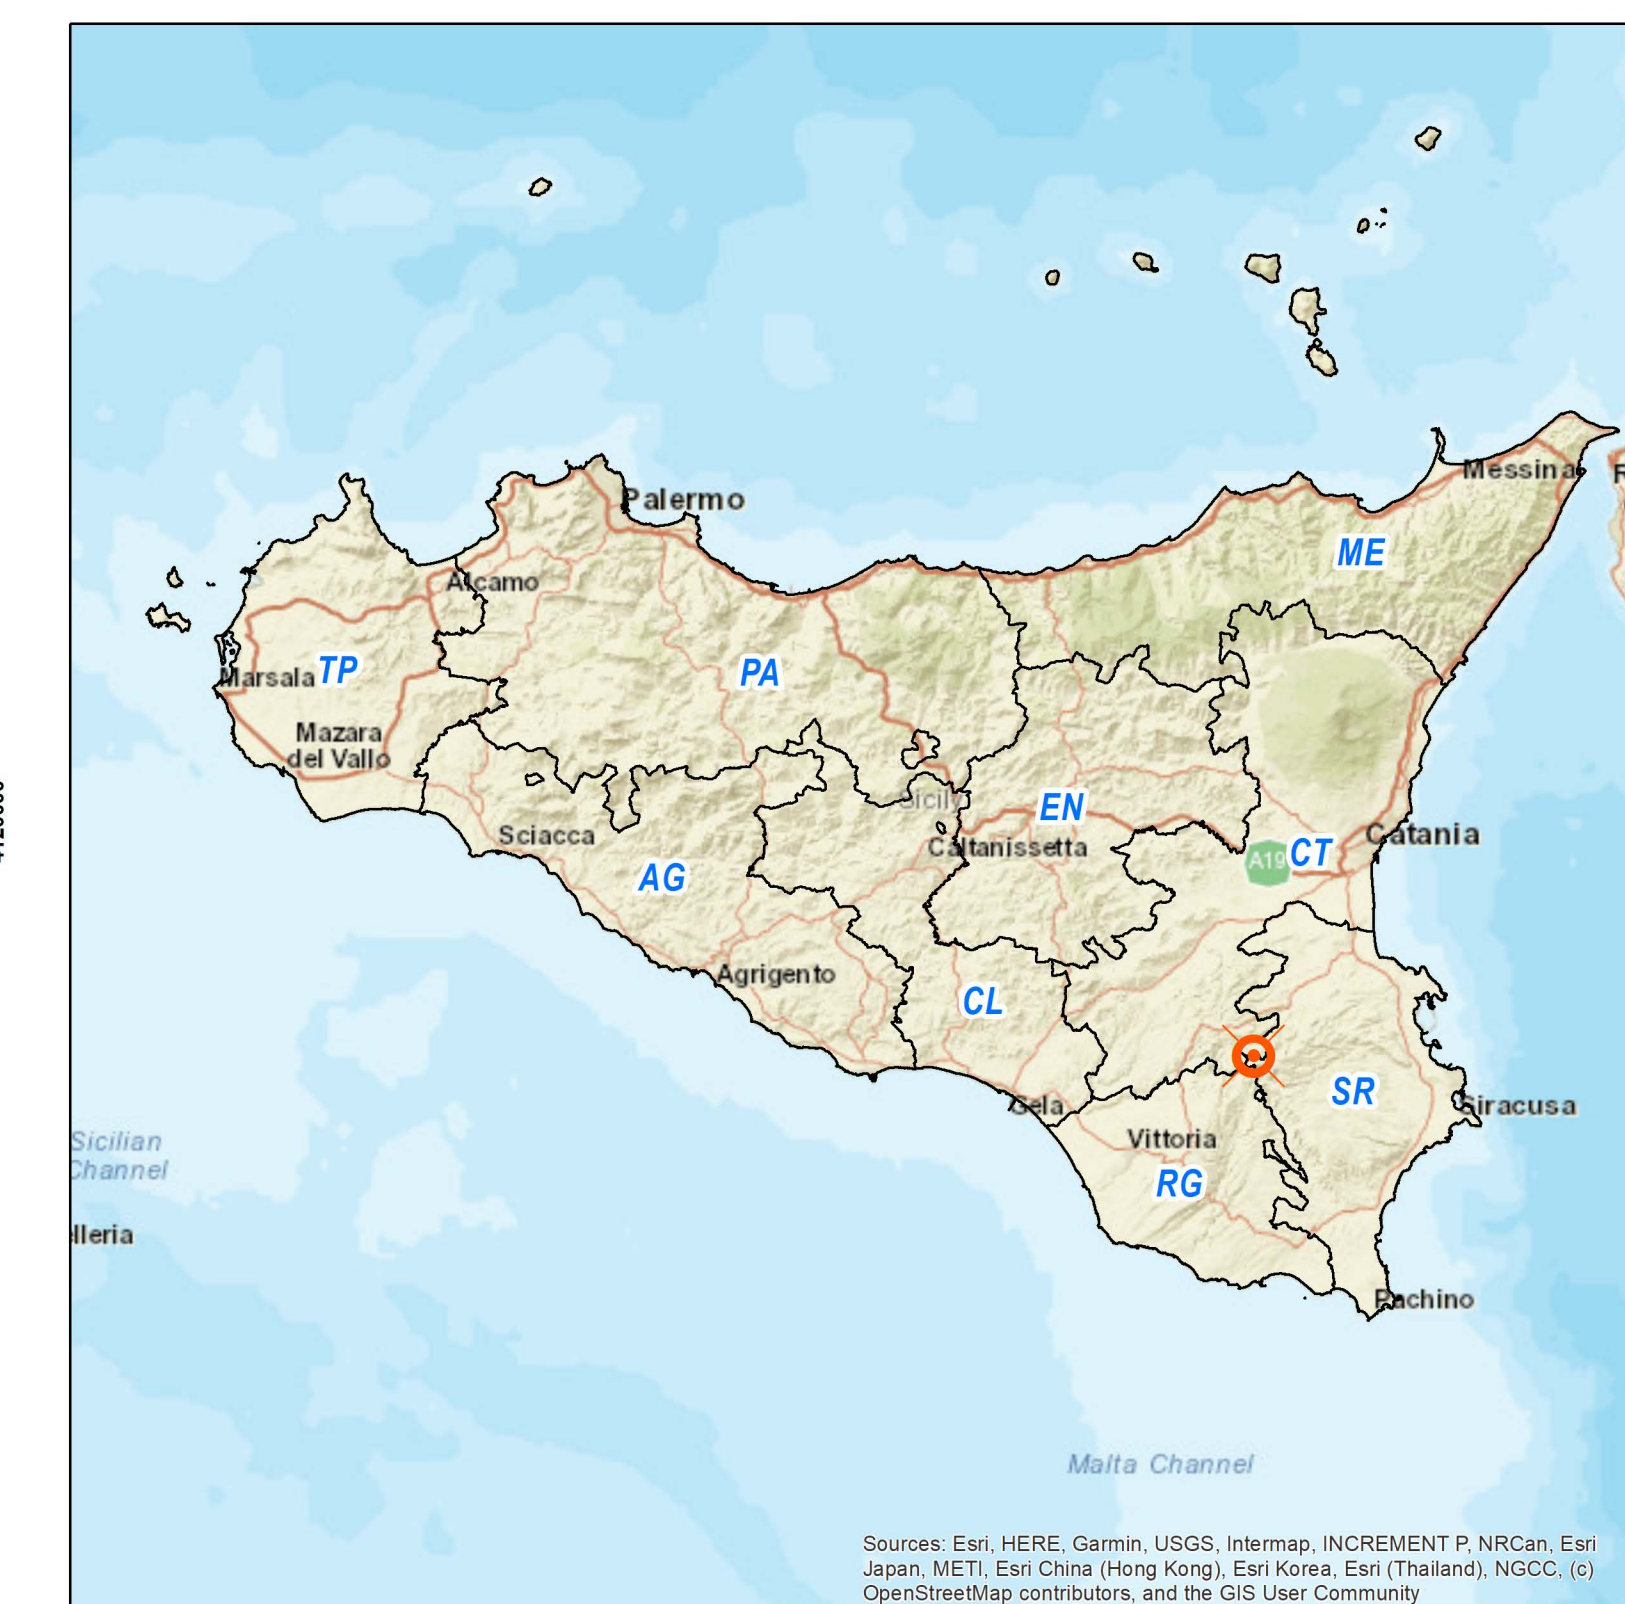 Palermo
Messina
ME
Alcamo
Marsala
TP
PA
Mazara
del Vallo
Sicily
EN
Sciacca
Caltanissetta
A19
CT
Catania
AG
Agrigento
CL
SR
Gela
Siracusa
Vittoria
RG
Sicilian
Channel
elleria
Pachino
Malta Channel
Sources: Esri, HERE, Garmin, USGS, Intermap, INCREMENT P, NRCan, Esri
Japan, METI, Esri China (Hong Kong), Esri Korea, Esri (Thailand), NGCC, (c)
OpenStreetMap contributors, and the GIS User Community